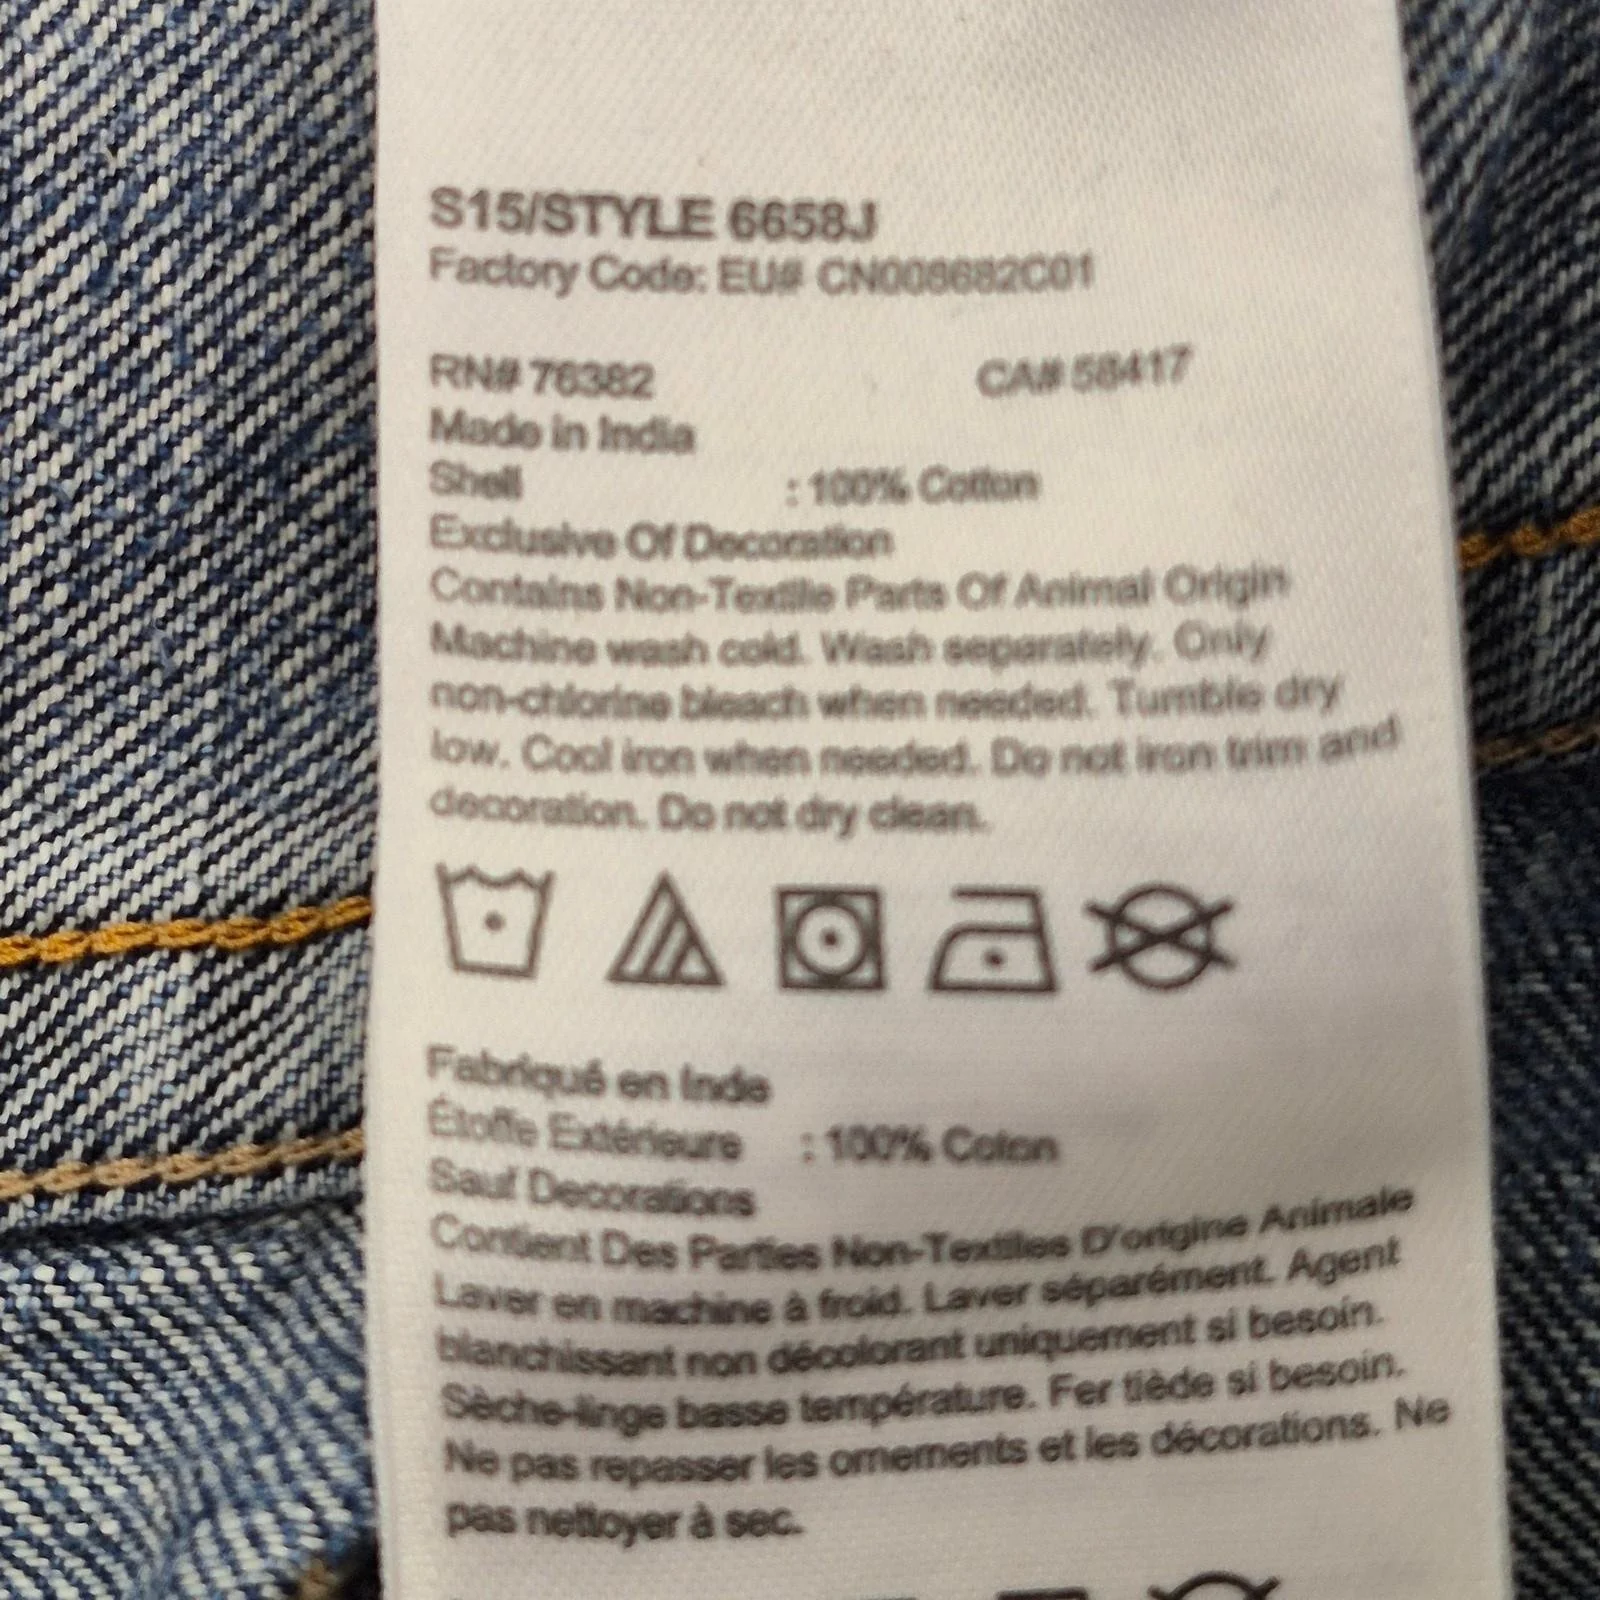 S15/STYLE 6658J
Factory Code: EU# CN008682C01
RN# 76382 CA# 58417
Made in India
Shell : 100% Cotton
Exclusive Of Decoration
Contains Non-Textile Parts Of Animal Origin
Machine wash cold. Wash separately. Only
non-chlorine bleach when needed. Tumble dry
low. Cool iron when needed. Do not iron trim and
decoration. Do not dry clean.
Fabriqué en Inde
Étoffe Extérieure : 100% Coton
Sauf Decorations
Contient Des Parties Non-Textiles D'origine Animale
Laver en machine à froid. Laver séparément. Agent
blanchissant non décolorant uniquement si besoin.
Sèche-linge basse température. Fer tiède si besoin.
Ne pas repasser les ornements et les décorations. Ne
pas nettoyer à sec.